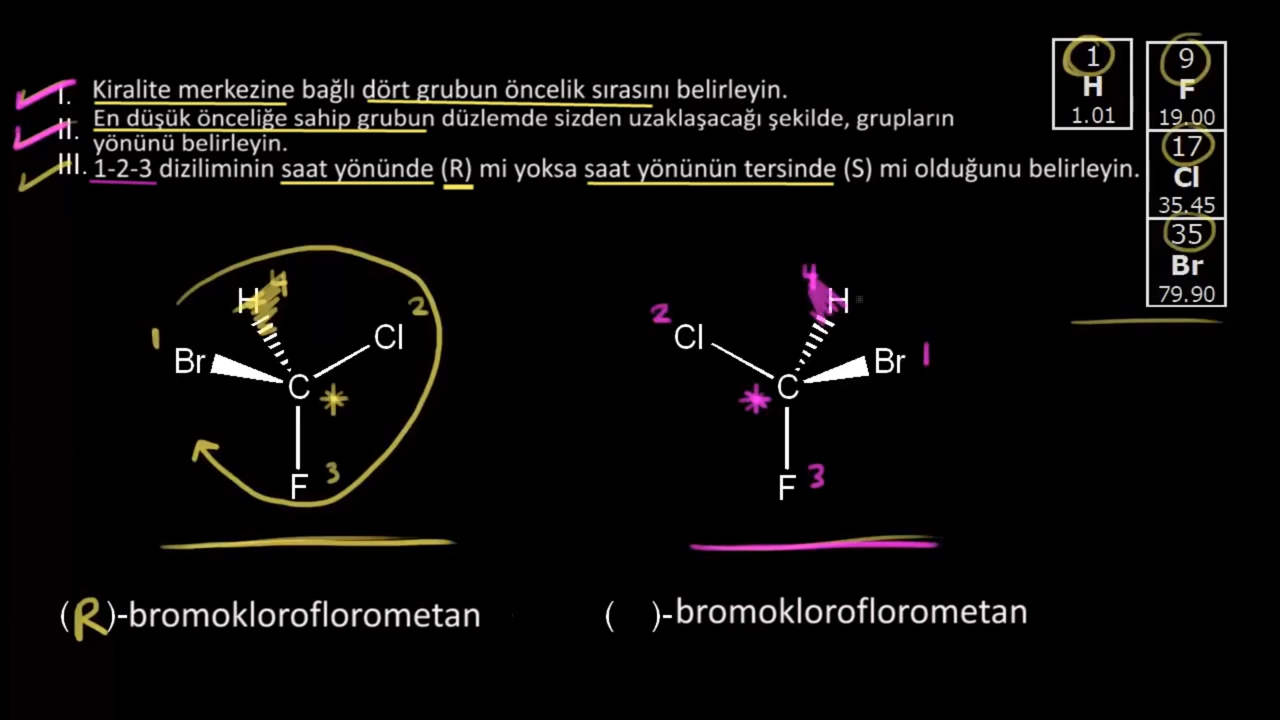 I. Kiralite merkezine bağlı dört grubun öncelik sırasını belirleyin.
II. En düşük önceliğe sahip grubun düzlemde sizden uzaklaşacağı şekilde, grupların
yönünü belirleyin.
III. 1-2-3 diziliminin saat yönünde (R) mi yoksa saat yönünün tersinde (S) mi olduğunu belirleyin.
1
H
1.01
9
F
19.00
17
Cl
35.45
35
Br
79.90
4
H
2
Cl
1
Br
C
*
3
F
4
H
2
Cl
Br
1
C
*
F
3
(R)-bromokloroflorometan
( )-bromokloroflorometan